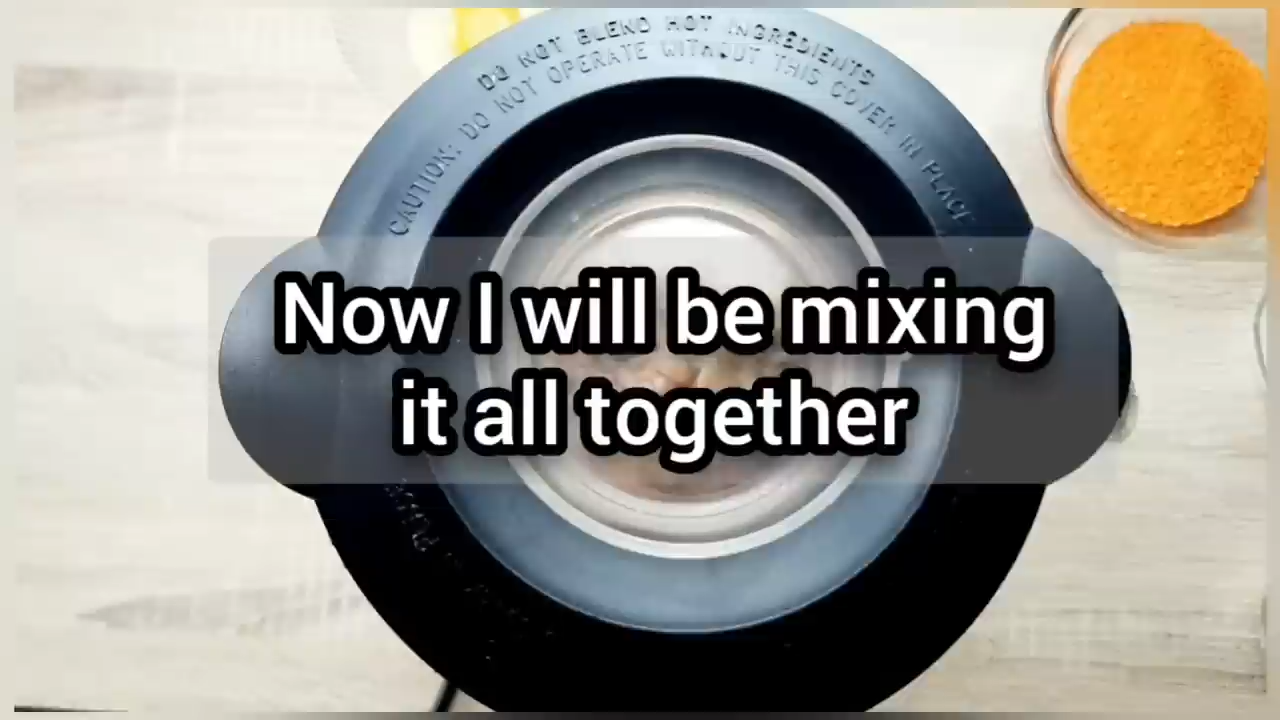 DO NOT BLEND HOT INGREDIENTS
CAUTION: DO NOT OPERATE WITHOUT THIS COVER IN PLACE
Now I will be mixing
it all together